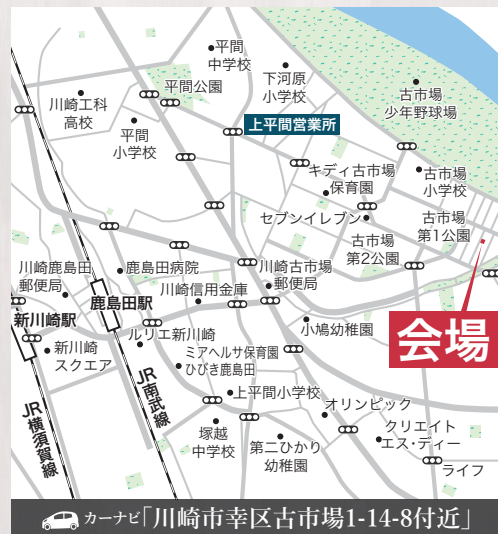 平間
中学校
下河原
小学校
平間公園
川崎工科
高校
古市場
少年野球場
平間
小学校
上平間営業所
キディ古市場
保育園
古市場
小学校
セブンイレブン
古市場
第1公園
古市場
第2公園
川崎鹿島田
郵便局
鹿島田病院
川崎古市場
郵便局
川崎信用金庫
鹿島田駅
新川崎駅
小鳩幼稚園
会場
ルリエ新川崎
新川崎
スクエア
ミアヘルサ保育園
ひびき鹿島田
JR南武線
JR横須賀線
上平間小学校
オリンピック
塚越
中学校
第二ひかり
幼稚園
クリエイト
エス・ディー
ライフ
カーナビ「川崎市幸区古市場1-14-8付近」